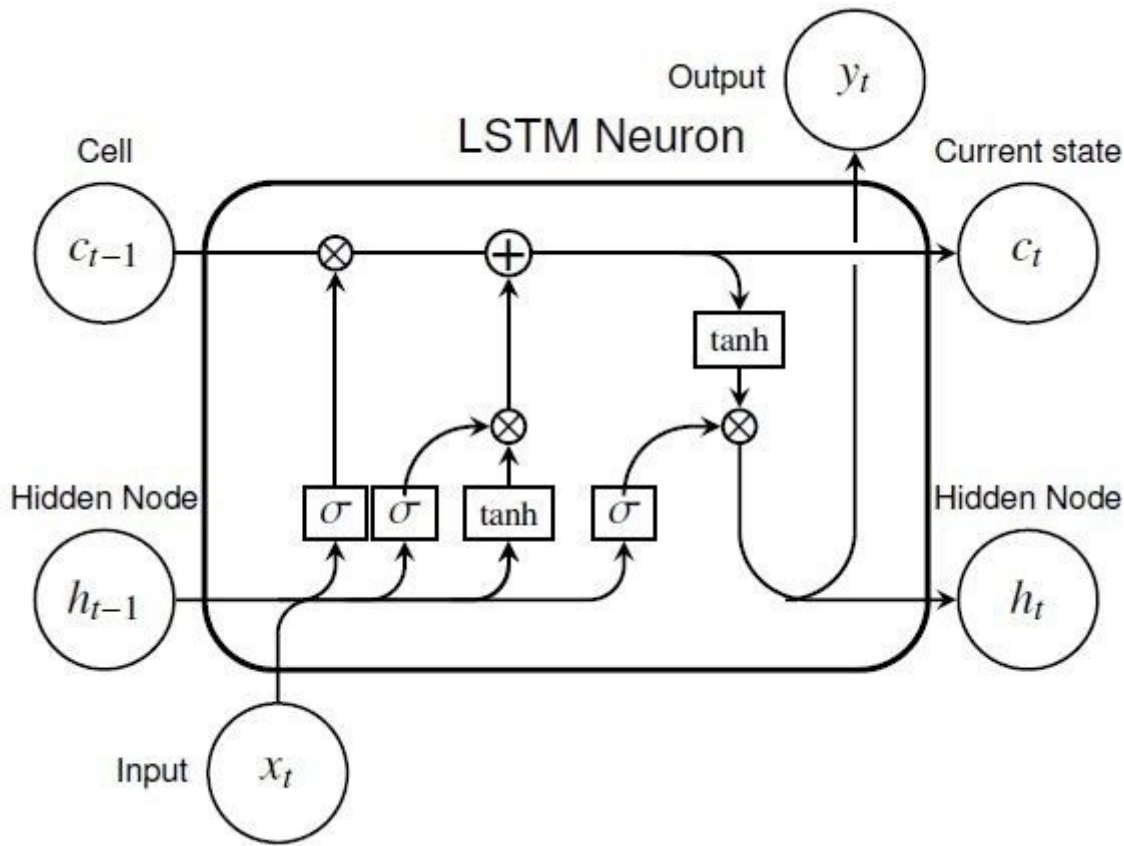 Output
y_t
LSTM Neuron
Cell
Current state
c_{t-1}
c_t
tanh
Hidden Node
σ
σ
tanh
σ
Hidden Node
h_{t-1}
h_t
Input
x_t